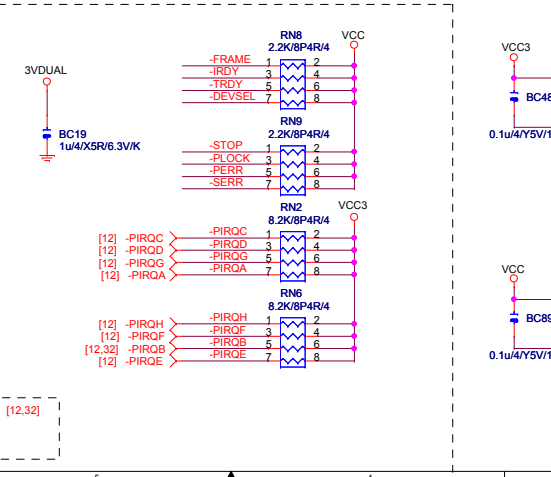 RN8
2.2K/8P4R/4
VCC
-FRAME 1 2
-IRDY 3 4
-TRDY 5 6
-DEVSEL 7 8
3VDUAL
BC19
1u/4/X5R/6.3V/K
RN9
2.2K/8P4R/4
-STOP 1 2
-PLOCK 3 4
-PERR 5 6
-SERR 7 8
RN2
8.2K/8P4R/4
VCC3
[12] -PIRQC -PIRQC 1 2
[12] -PIRQD -PIRQD 3 4
[12] -PIRQG -PIRQG 5 6
[12] -PIRQA -PIRQA 7 8
RN6
8.2K/8P4R/4
[12] -PIRQH -PIRQH 1 2
[12] -PIRQF -PIRQF 3 4
[12,32] -PIRQB -PIRQB 5 6
[12] -PIRQE -PIRQE 7 8
[12,32]
VCC3
BC48
0.1u/4/Y5V/1
VCC
BC89
0.1u/4/Y5V/1